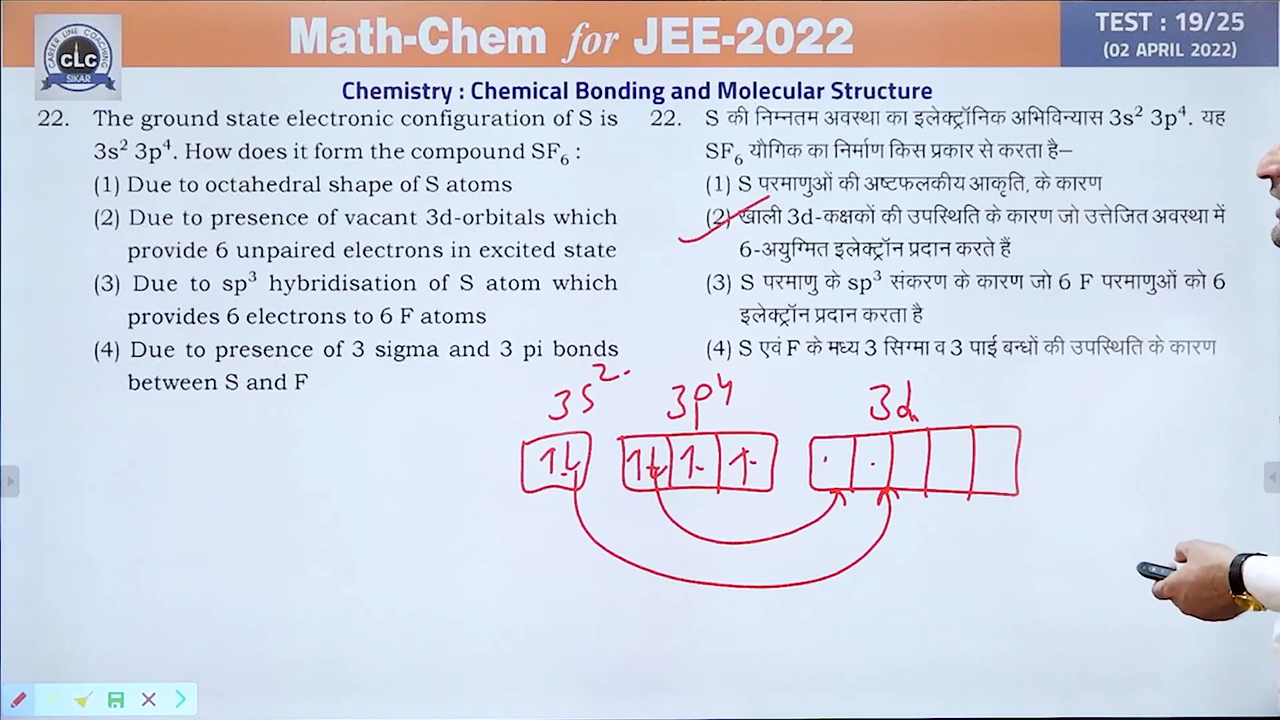 CAREER LINE COACHING
CLC
SIKAR
Math-Chem for JEE-2022
TEST : 19/25
(02 APRIL 2022)
Chemistry : Chemical Bonding and Molecular Structure
22. The ground state electronic configuration of S is
3s² 3p⁴. How does it form the compound SF₆ :
(1) Due to octahedral shape of S atoms
(2) Due to presence of vacant 3d-orbitals which
provide 6 unpaired electrons in excited state
(3) Due to sp³ hybridisation of S atom which
provides 6 electrons to 6 F atoms
(4) Due to presence of 3 sigma and 3 pi bonds
between S and F
22. S की निम्नतम अवस्था का इलेक्ट्रॉनिक अभिविन्यास 3s² 3p⁴. यह
SF₆ यौगिक का निर्माण किस प्रकार से करता है–
(1) S परमाणुओं की अष्टफलकीय आकृति, के कारण
(2) खाली 3d-कक्षकों की उपस्थिति के कारण जो उत्तेजित अवस्था में
6-अयुग्मित इलेक्ट्रॉन प्रदान करते हैं
(3) S परमाणु के sp³ संकरण के कारण जो 6 F परमाणुओं को 6
इलेक्ट्रॉन प्रदान करता है
(4) S एवं F के मध्य 3 सिग्मा व 3 पाई बन्धों की उपस्थिति के कारण
3s² 3p⁴ 3d